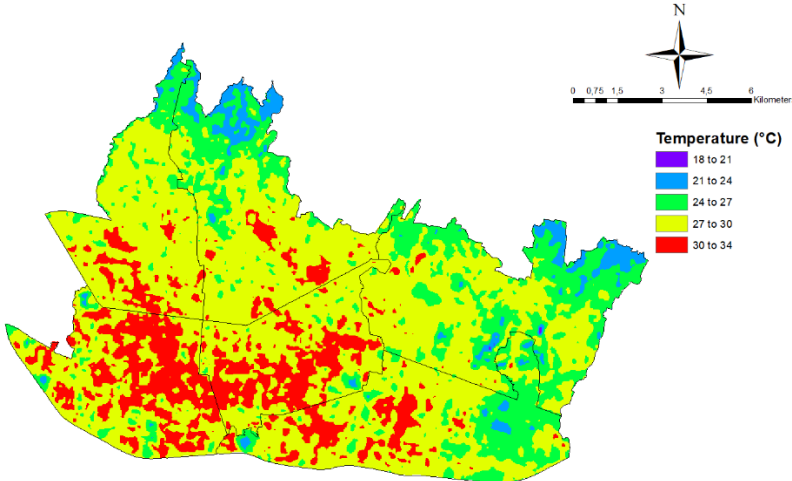 N
0 0,75 1,5 3 4,5 6
Kilometer
Temperature (°C)
18 to 21
21 to 24
24 to 27
27 to 30
30 to 34